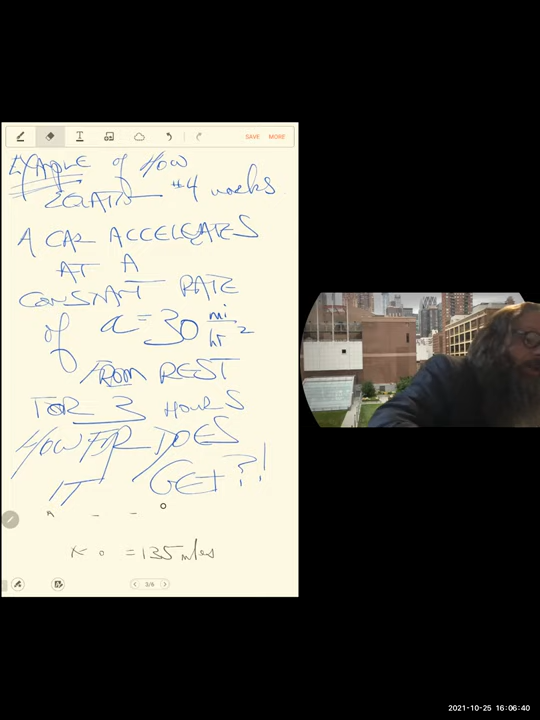 SAVE MORE
EXAMPLE of HOW
EQUATION #4 works
A CAR ACCELERATES
AT A
CONSTANT RATE
of a = 30 mi/hr²
FROM REST
FOR 3 HOURS
HOW FAR DOES
IT GET?!
= 135 miles
3/6
2021-10-25 16:06:40